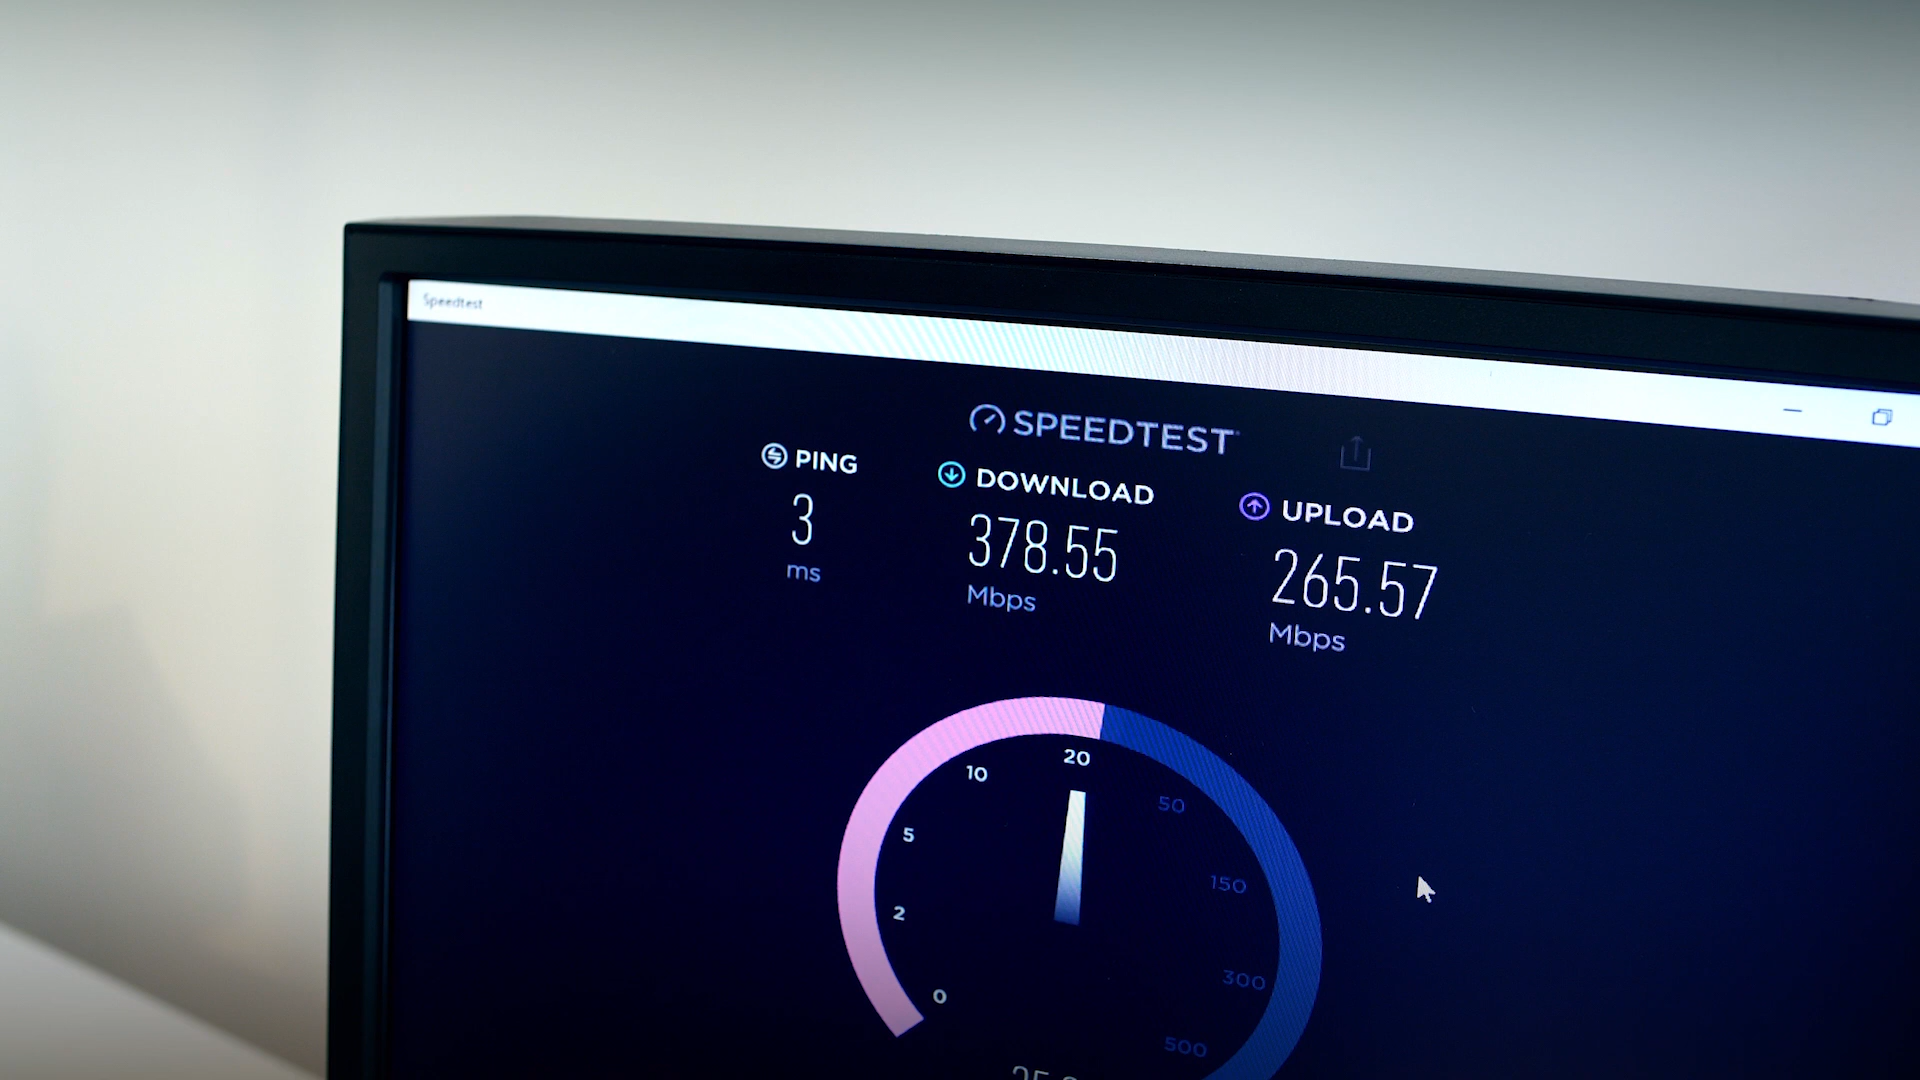 Speedtest
SPEEDTEST
PING
3
ms
DOWNLOAD
378.55
Mbps
UPLOAD
265.57
Mbps
0
2
5
10
20
50
150
300
500